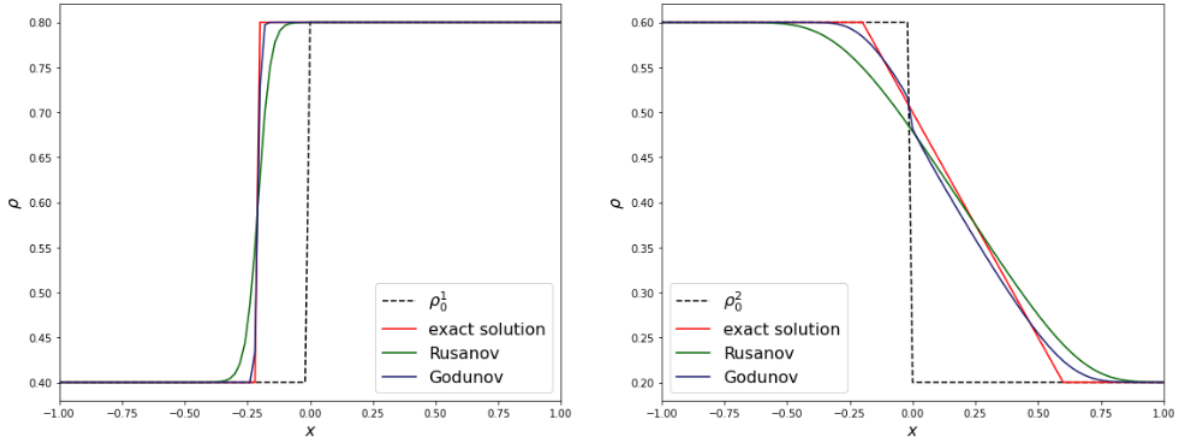 0.80
0.75
0.70
0.65
0.60
0.55
0.50
0.45
0.40
ρ
−1.00 −0.75 −0.50 −0.25 0.00 0.25 0.50 0.75 1.00
x
ρ₀¹
exact solution
Rusanov
Godunov
0.60
0.55
0.50
0.45
0.40
0.35
0.30
0.25
0.20
ρ
−1.00 −0.75 −0.50 −0.25 0.00 0.25 0.50 0.75 1.00
x
ρ₀²
exact solution
Rusanov
Godunov